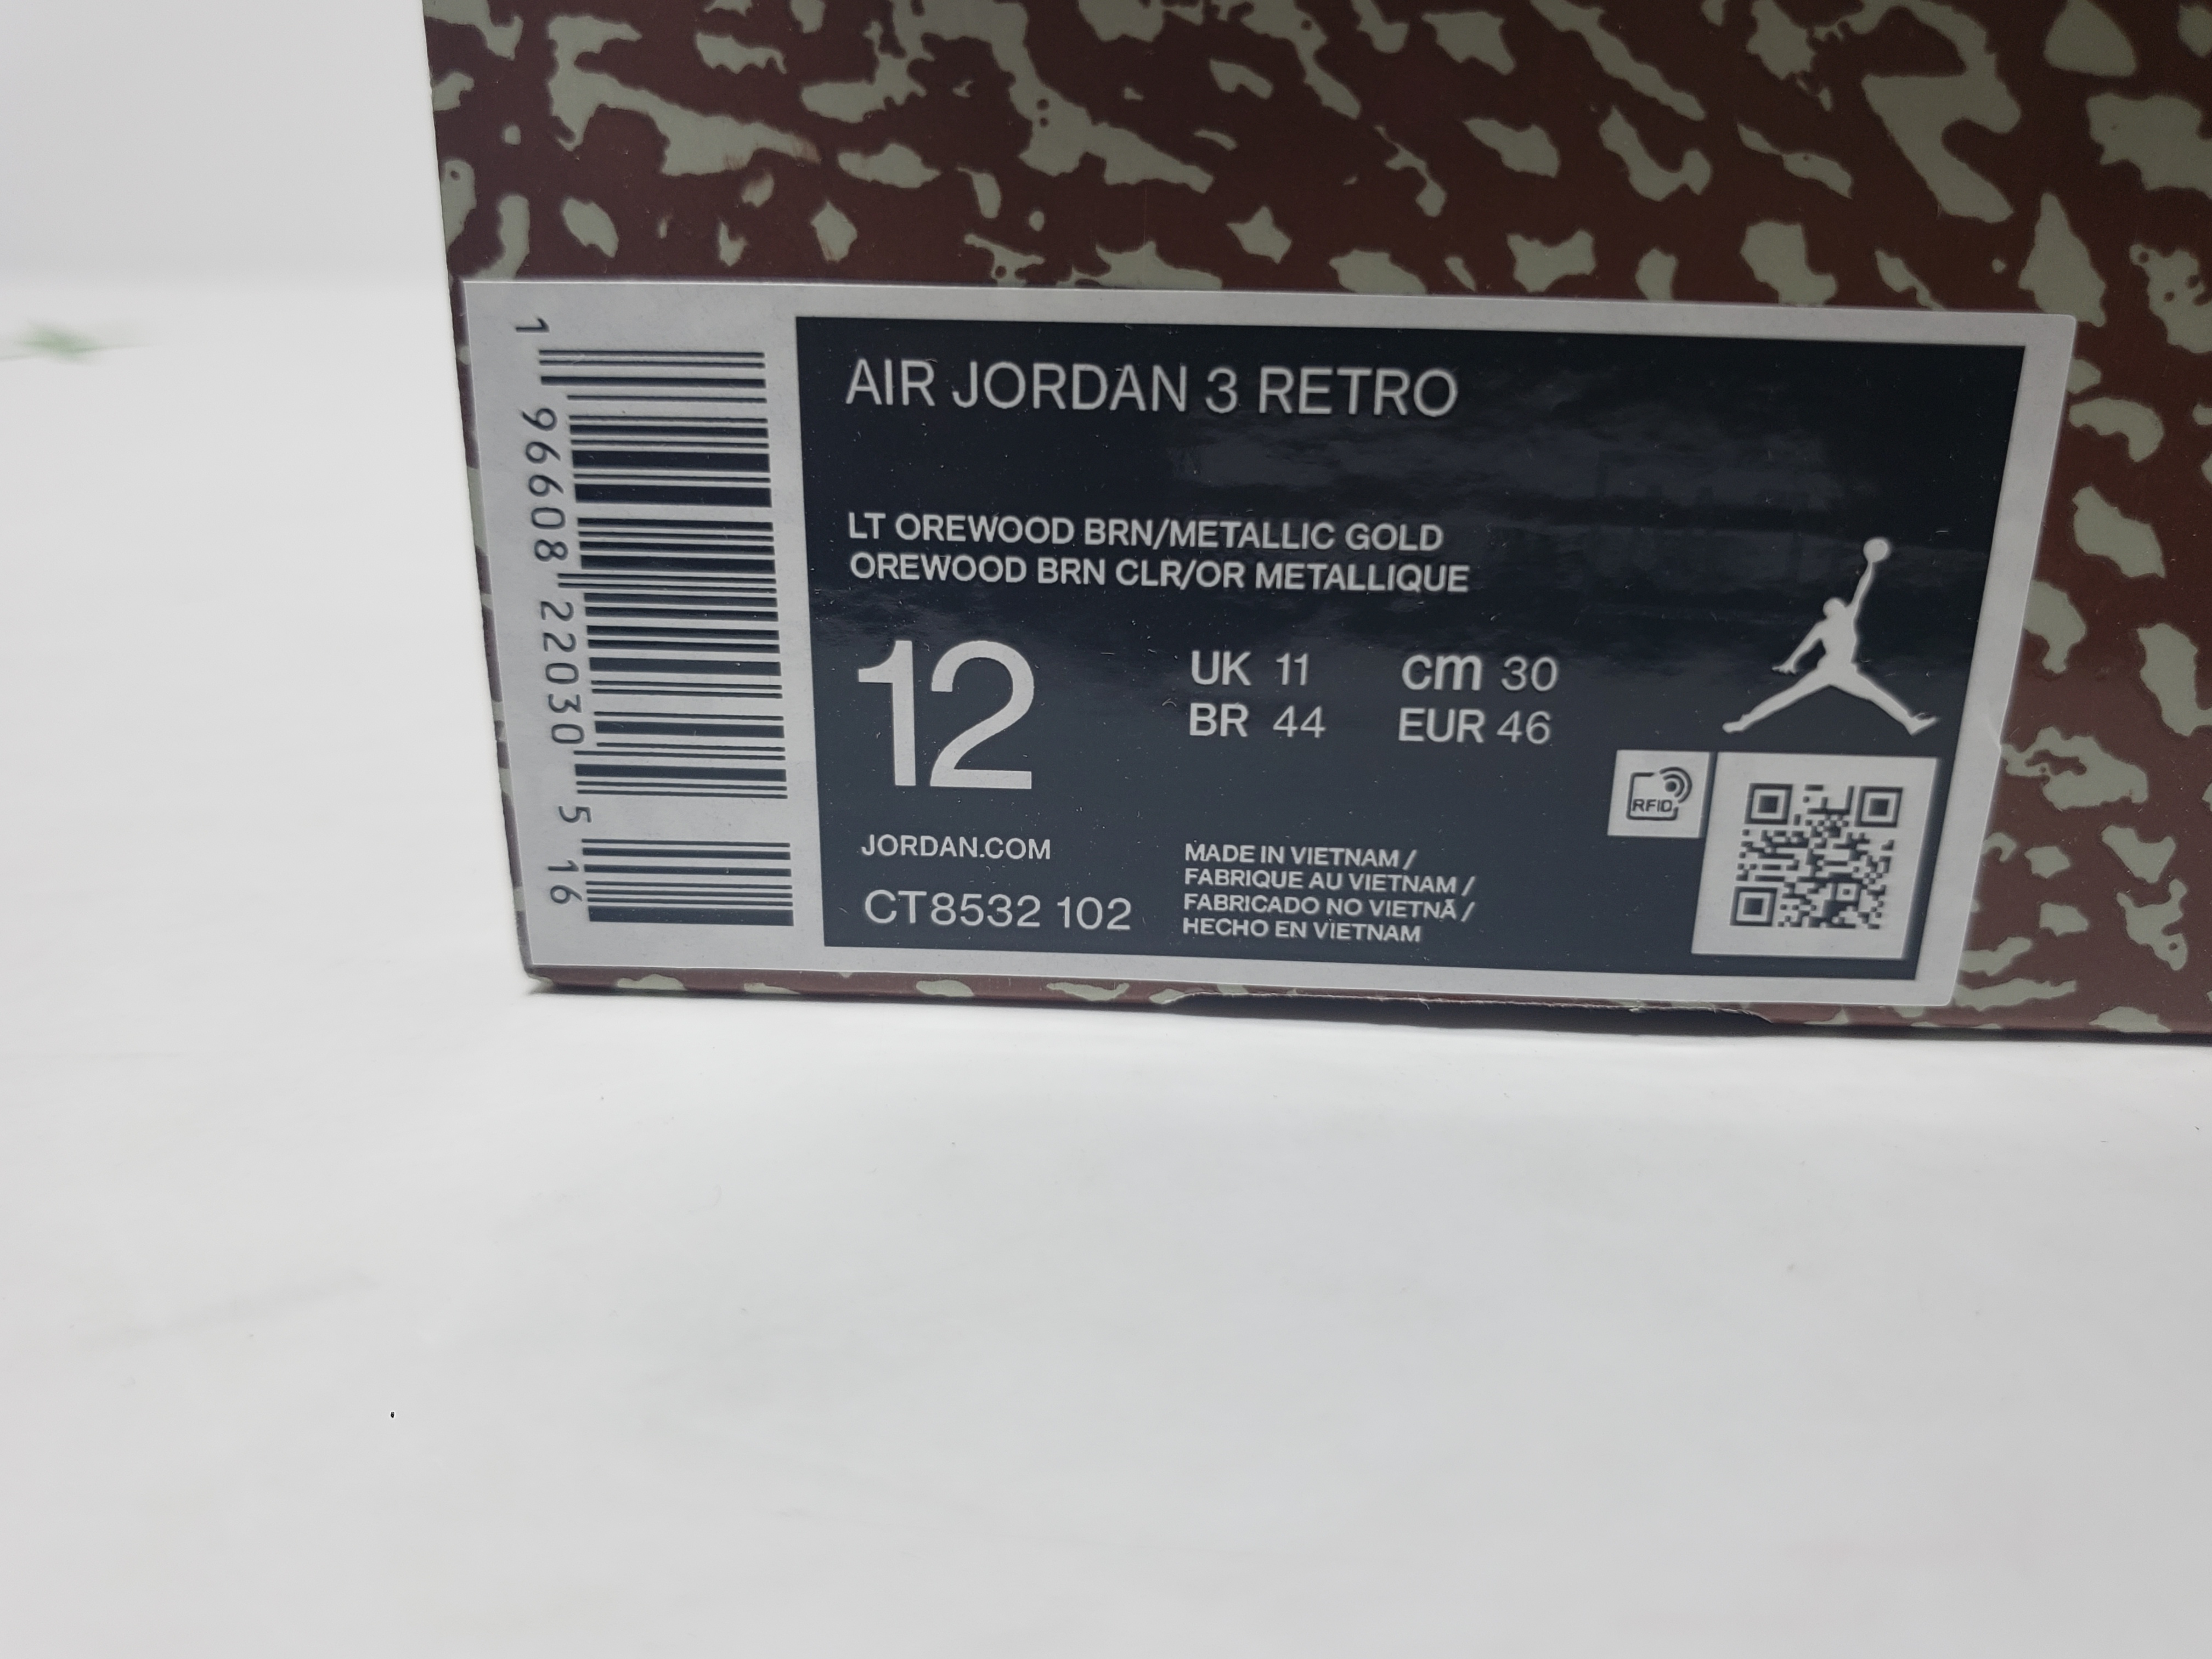 AIR JORDAN 3 RETRO
LT OREWOOD BRN/METALLIC GOLD
OREWOOD BRN CLR/OR METALLIQUE
12
UK 11 cm 30
BR 44 EUR 46
RFID
JORDAN.COM
CT8532 102
MADE IN VIETNAM /
FABRIQUE AU VIETNAM /
FABRICADO NO VIETNÃ /
HECHO EN VIETNAM
1 96608 22030 5 16